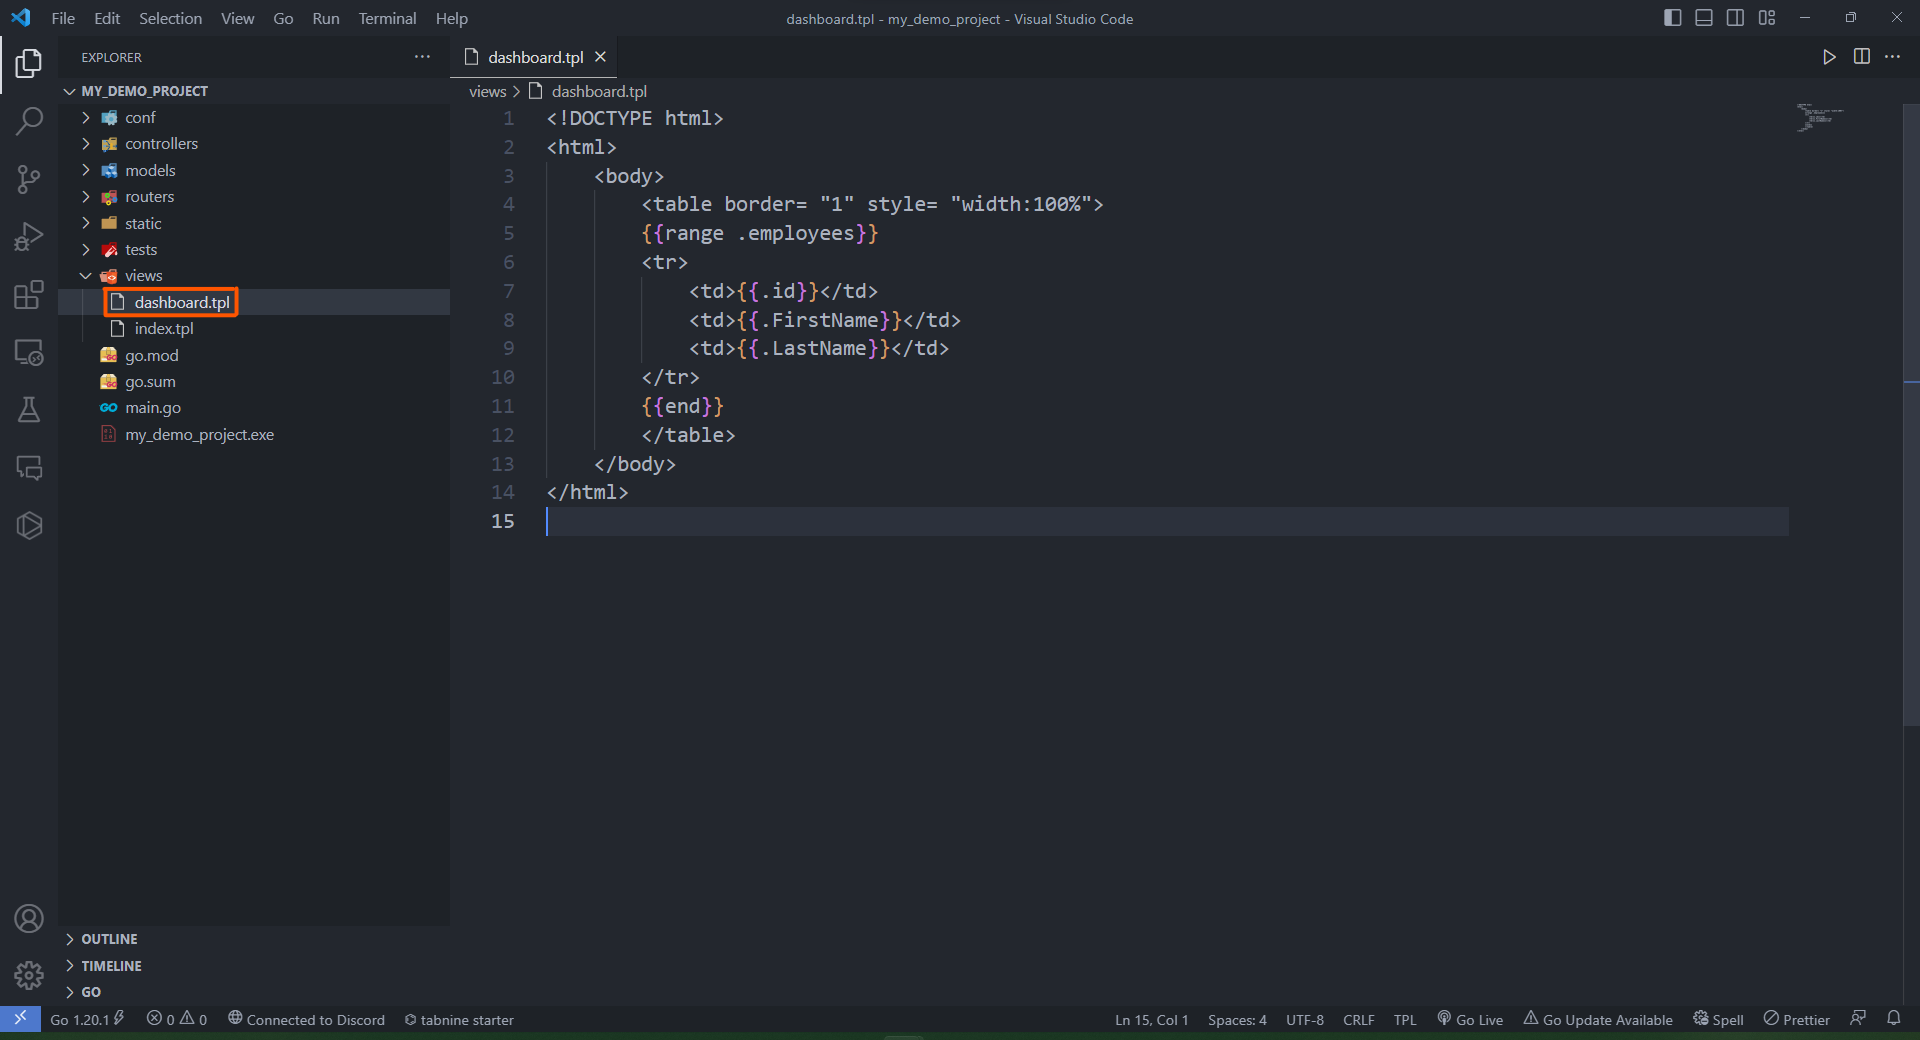 File Edit Selection View Go Run Terminal Help
dashboard.tpl - my_demo_project - Visual Studio Code
EXPLORER
MY_DEMO_PROJECT
conf
controllers
models
routers
static
tests
views
dashboard.tpl
index.tpl
go.mod
go.sum
main.go
my_demo_project.exe
OUTLINE
TIMELINE
GO
dashboard.tpl
views > dashboard.tpl
1 <!DOCTYPE html>
2 <html>
3 <body>
4 <table border= "1" style= "width:100%">
5 {{range .employees}}
6 <tr>
7 <td>{{.id}}</td>
8 <td>{{.FirstName}}</td>
9 <td>{{.LastName}}</td>
10 </tr>
11 {{end}}
12 </table>
13 </body>
14 </html>
15
Go 1.20.1 0 0 Connected to Discord tabnine starter Ln 15, Col 1 Spaces: 4 UTF-8 CRLF TPL Go Live Go Update Available Spell Prettier